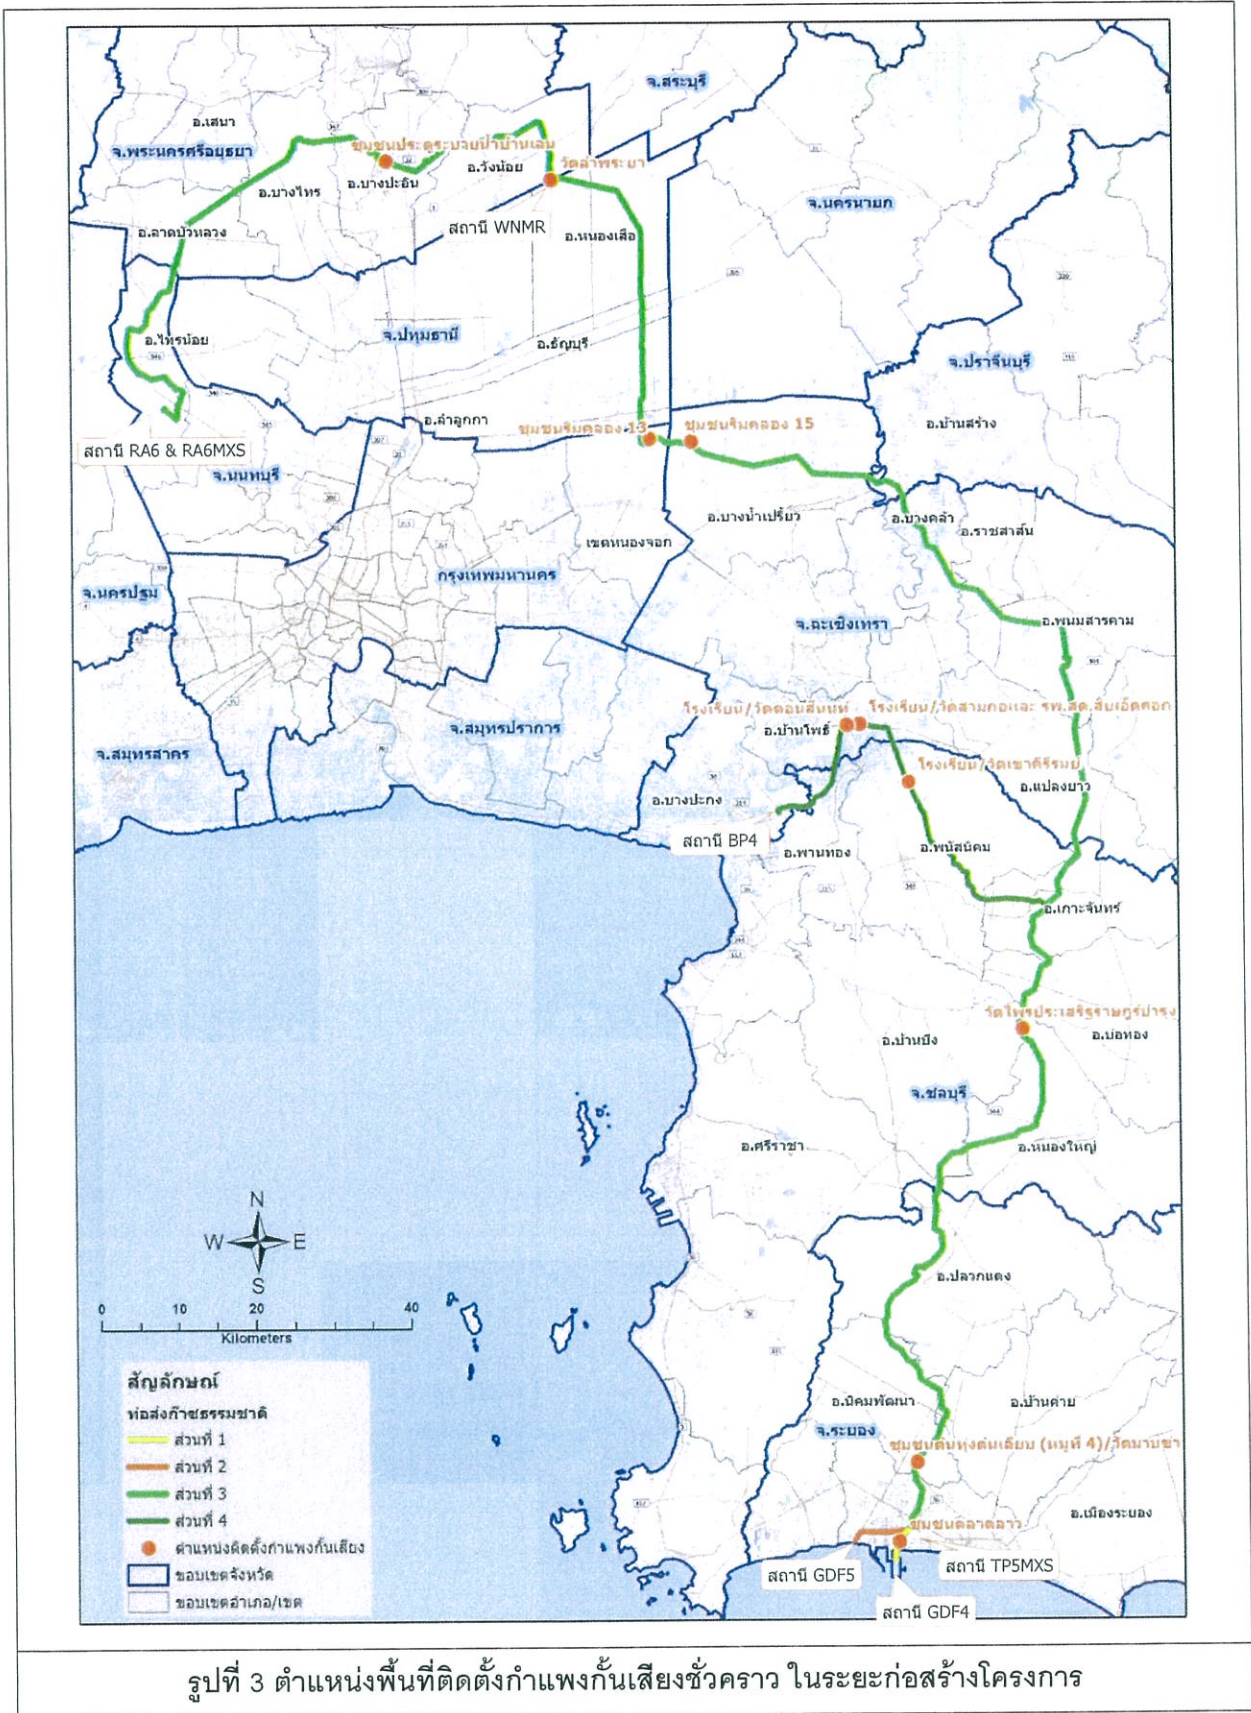 จ.สระบุรี
อ.เสนา
จ.พระนครศรีอยุธยา
ชุมชนประตูระบายน้ำบ้านเลน
วัดลำพระยา
อ.วังน้อย
อ.บางไทร
อ.บางปะอิน
จ.นครนายก
สถานี WNMR
อ.ลาดบัวหลวง
อ.หนองเสือ
จ.ปทุมธานี
อ.ไทรน้อย
อ.ธัญบุรี
จ.ปราจีนบุรี
อ.ลำลูกกา
ชุมชนริมคลอง 13
ชุมชนริมคลอง 15
อ.บ้านสร้าง
สถานี RA6 & RA6MXS
จ.นนทบุรี
อ.บางน้ำเปรี้ยว
อ.บางคล้า
อ.ราชสาส์น
เขตหนองจอก
กรุงเทพมหานคร
จ.นครปฐม
จ.ฉะเชิงเทรา
อ.พนมสารคาม
โรงเรียน/วัดดอนสีนนท์
โรงเรียน/วัดสามกอและ รพ.สต.สิบเอ็ดศอก
จ.สมุทรปราการ
อ.บ้านโพธิ์
จ.สมุทรสาคร
โรงเรียน/วัดเขาคีรีรมย์
อ.แปลงยาว
อ.บางปะกง
สถานี BP4
อ.พานทอง
อ.พนัสนิคม
อ.เกาะจันทร์
วัดไพรประเสริฐราษฎร์บำรุง
อ.บ้านบึง
อ.บ่อทอง
จ.ชลบุรี
อ.ศรีราชา
อ.หนองใหญ่
N
W E
S
อ.ปลวกแดง
0 10 20 40
Kilometers
สัญลักษณ์
ท่อส่งก๊าซธรรมชาติ
ส่วนที่ 1
ส่วนที่ 2
ส่วนที่ 3
ส่วนที่ 4
ตำแหน่งติดตั้งกำแพงกั้นเสียง
ขอบเขตจังหวัด
ขอบเขตอำเภอ/เขต
อ.นิคมพัฒนา
อ.บ้านค่าย
จ.ระยอง
อ.เมืองระยอง
ชุมชนตลาดลาว
สถานี GDF5
สถานี TP5MXS
สถานี GDF4
รูปที่ 3 ตำแหน่งพื้นที่ติดตั้งกำแพงกั้นเสียงชั่วคราว ในระยะก่อสร้างโครงการ